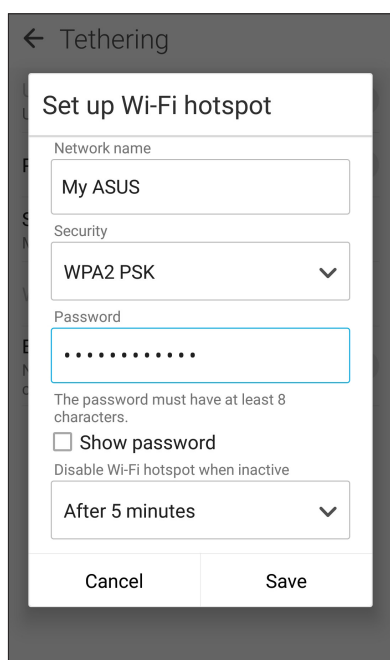 Tethering
Set up Wi-Fi hotspot
Network name
My ASUS
Security
WPA2 PSK
Password
••••••••••••
The password must have at least 8
characters.
Show password
Disable Wi-Fi hotspot when inactive
After 5 minutes
Cancel
Save